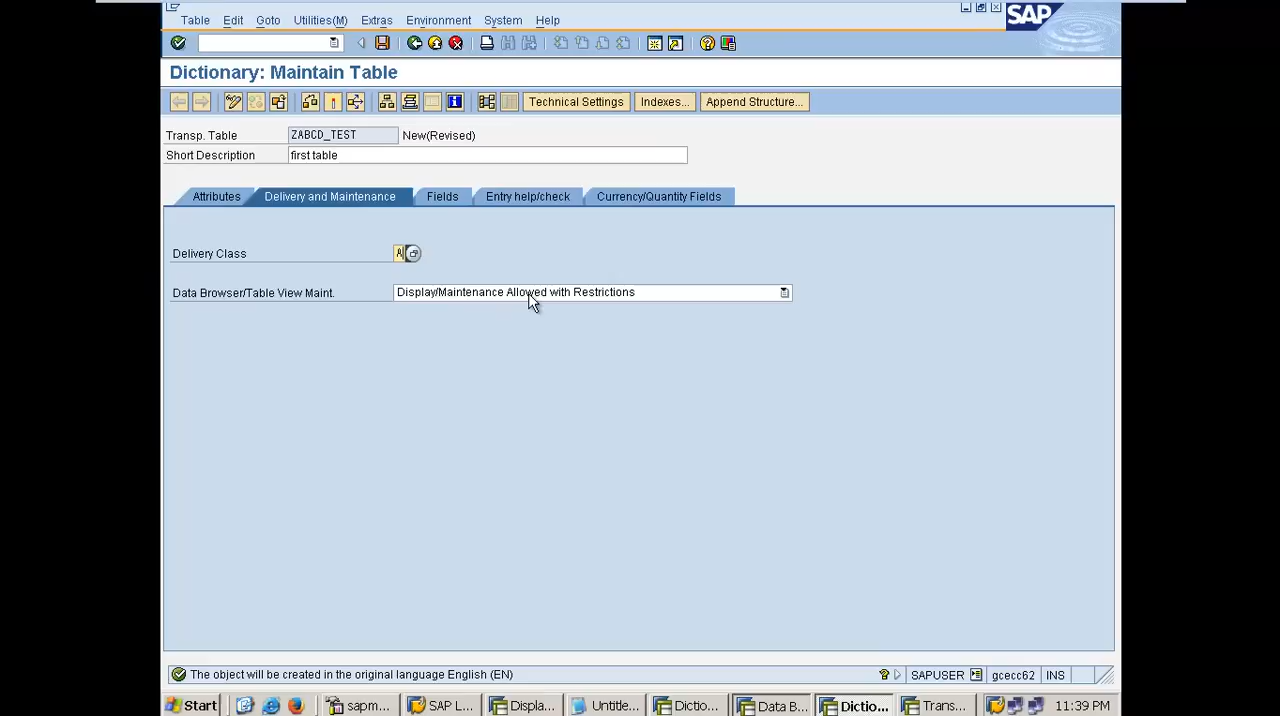 Table Edit Goto Utilities(M) Extras Environment System Help
SAP
Dictionary: Maintain Table
Technical Settings Indexes... Append Structure...
Transp. Table ZABCD_TEST New(Revised)
Short Description first table
Attributes Delivery and Maintenance Fields Entry help/check Currency/Quantity Fields
Delivery Class A
Data Browser/Table View Maint. Display/Maintenance Allowed with Restrictions
The object will be created in the original language English (EN) SAPUSER gcecc62 INS
Start sapm... SAP L... Displa... Untitle... Dictio... Data B... Dictio... Trans... 11:39 PM